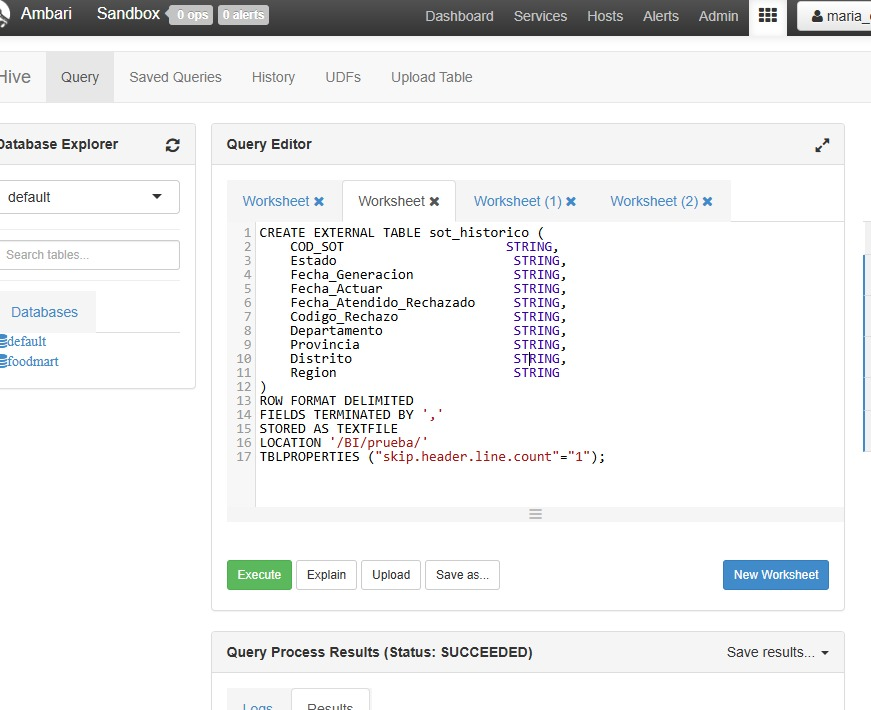 Ambari Sandbox 0 ops 0 alerts Dashboard Services Hosts Alerts Admin
Hive Query Saved Queries History UDFs Upload Table
Database Explorer
default
Search tables...
Databases
default
foodmart
Query Editor
Worksheet Worksheet Worksheet (1) Worksheet (2)
1 CREATE EXTERNAL TABLE sot_historico (
2 COD_SOT STRING,
3 Estado STRING,
4 Fecha_Generacion STRING,
5 Fecha_Actuar STRING,
6 Fecha_Atendido_Rechazado STRING,
7 Codigo_Rechazo STRING,
8 Departamento STRING,
9 Provincia STRING,
10 Distrito STRING,
11 Region STRING
12 )
13 ROW FORMAT DELIMITED
14 FIELDS TERMINATED BY ','
15 STORED AS TEXTFILE
16 LOCATION '/BI/prueba/'
17 TBLPROPERTIES ("skip.header.line.count"="1");
Execute Explain Upload Save as... New Worksheet
Query Process Results (Status: SUCCEEDED) Save results...
Logs Results